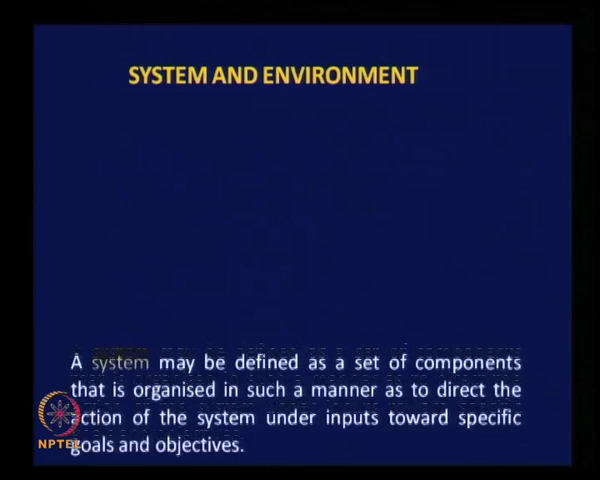 SYSTEM AND ENVIRONMENT
A system may be defined as a set of components
that is organised in such a manner as to direct the
action of the system under inputs toward specific
goals and objectives.
NPTEL